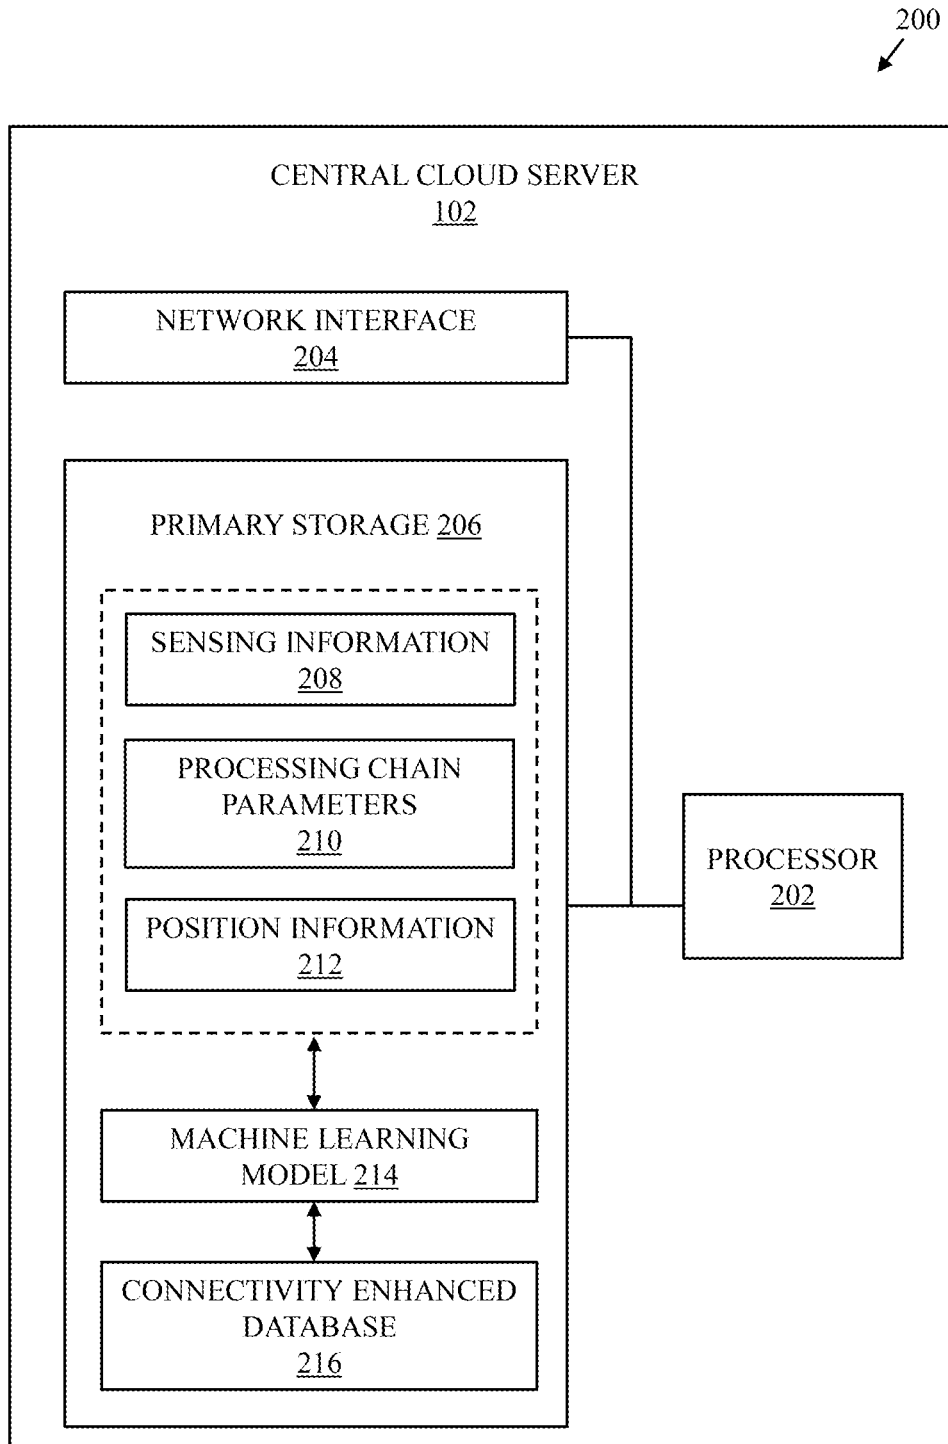 200
CENTRAL CLOUD SERVER
102
NETWORK INTERFACE
204
PRIMARY STORAGE 206
SENSING INFORMATION
208
PROCESSING CHAIN
PARAMETERS
210
POSITION INFORMATION
212
PROCESSOR
202
MACHINE LEARNING
MODEL 214
CONNECTIVITY ENHANCED
DATABASE
216